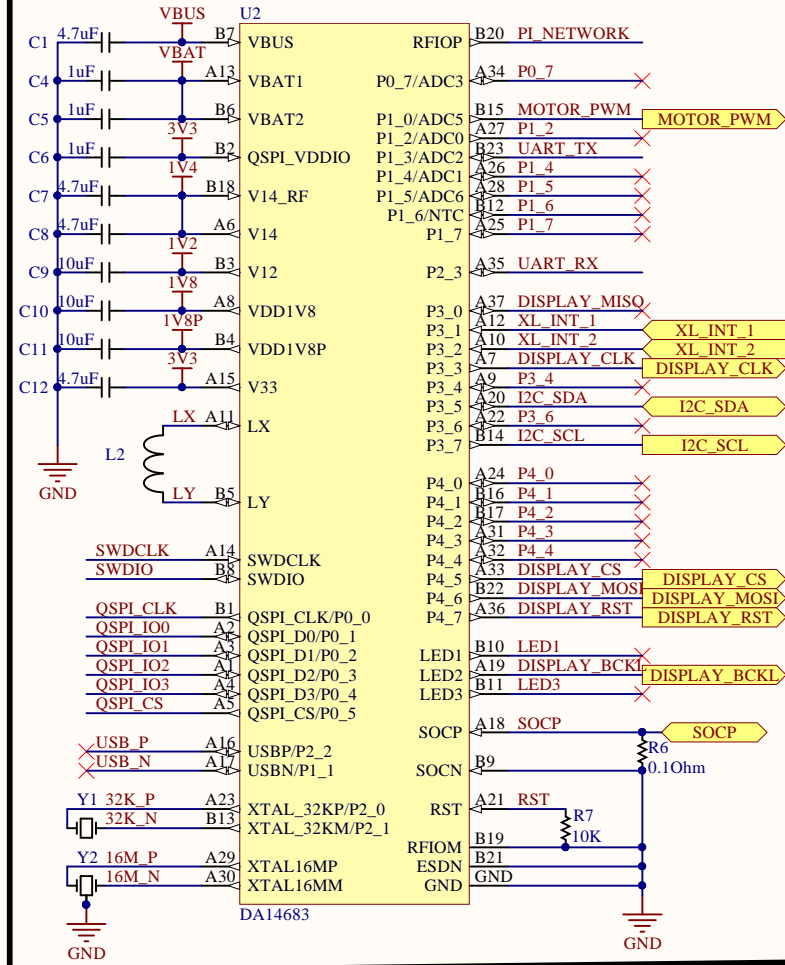 VBUS U2
C1 4.7uF B7 VBUS RFIOP B20 PI_NETWORK
VBAT
C4 1uF A13 VBAT1 P0_7/ADC3 A34 P0_7
C5 1uF B6 VBAT2 P1_0/ADC5 B15 MOTOR_PWM MOTOR_PWM
P1_2/ADC0 A27 P1_2
3V3
C6 1uF B2 QSPI_VDDIO P1_3/ADC2 B23 UART_TX
1V4 P1_4/ADC1 A26 P1_4
C7 4.7uF B18 V14_RF P1_5/ADC6 A28 P1_5
P1_6/NTC B12 P1_6
C8 4.7uF A6 V14 P1_7 A25 P1_7
1V2
C9 10uF B3 V12 P2_3 A35 UART_RX
1V8
C10 10uF A8 VDD1V8 P3_0 A37 DISPLAY_MISO
1V8P P3_1 A12 XL_INT_1 XL_INT_1
C11 10uF B4 VDD1V8P P3_2 A10 XL_INT_2 XL_INT_2
3V3 P3_3 A7 DISPLAY_CLK DISPLAY_CLK
C12 4.7uF A15 V33 P3_4 A9 P3_4
P3_5 A20 I2C_SDA I2C_SDA
LX A11 LX P3_6 A22 P3_6
L2 P3_7 B14 I2C_SCL I2C_SCL
GND
P4_0 A24 P4_0
LY B5 LY P4_1 B16 P4_1
P4_2 B17 P4_2
P4_3 A31 P4_3
SWDCLK A14 SWDCLK P4_4 A32 P4_4
SWDIO B8 SWDIO P4_5 A33 DISPLAY_CS DISPLAY_CS
P4_6 B22 DISPLAY_MOSI DISPLAY_MOSI
QSPI_CLK B1 QSPI_CLK/P0_0 P4_7 A36 DISPLAY_RST DISPLAY_RST
QSPI_IO0 A2 QSPI_D0/P0_1
QSPI_IO1 A3 QSPI_D1/P0_2 LED1 B10 LED1
QSPI_IO2 A1 QSPI_D2/P0_3 LED2 A19 DISPLAY_BCKL DISPLAY_BCKL
QSPI_IO3 A4 QSPI_D3/P0_4 LED3 B11 LED3
QSPI_CS A5 QSPI_CS/P0_5
SOCP A18 SOCP SOCP
USB_P A16 USBP/P2_2 R6
USB_N A17 USBN/P1_1 SOCN B9 0.1Ohm
Y1 32K_P A23 XTAL_32KP/P2_0 RST A21 RST
32K_N B13 XTAL_32KM/P2_1 R7
10K
RFIOM B19
Y2 16M_P A29 XTAL16MP ESDN B21
16M_N A30 XTAL16MM GND GND
DA14683
GND GND